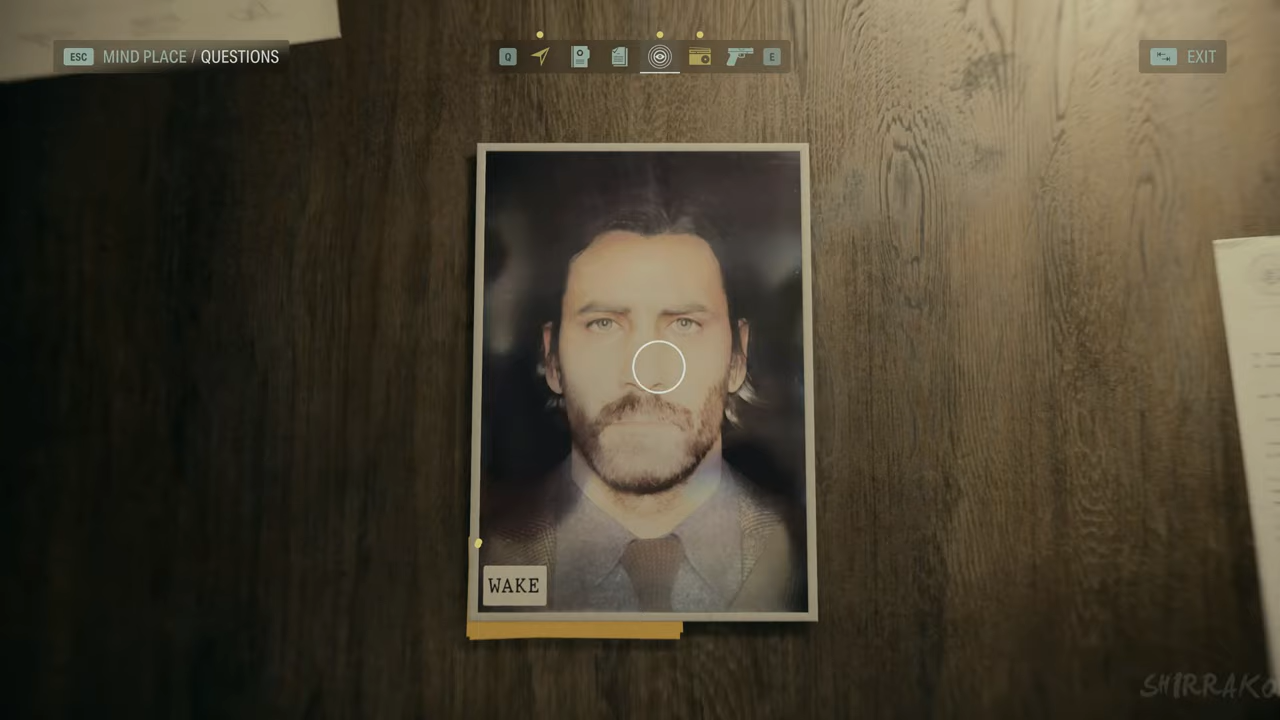 ESC MIND PLACE / QUESTIONS
Q
E
EXIT
WAKE
SHIRRAKO